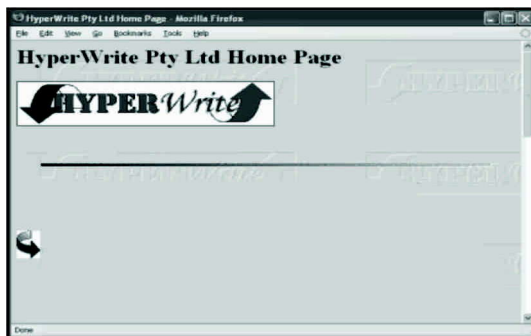 HyperWrite Pty Ltd Home Page - Mozilla Firefox
File Edit View Go Bookmarks Tools Help
HyperWrite Pty Ltd Home Page
HYPERWrite
Done